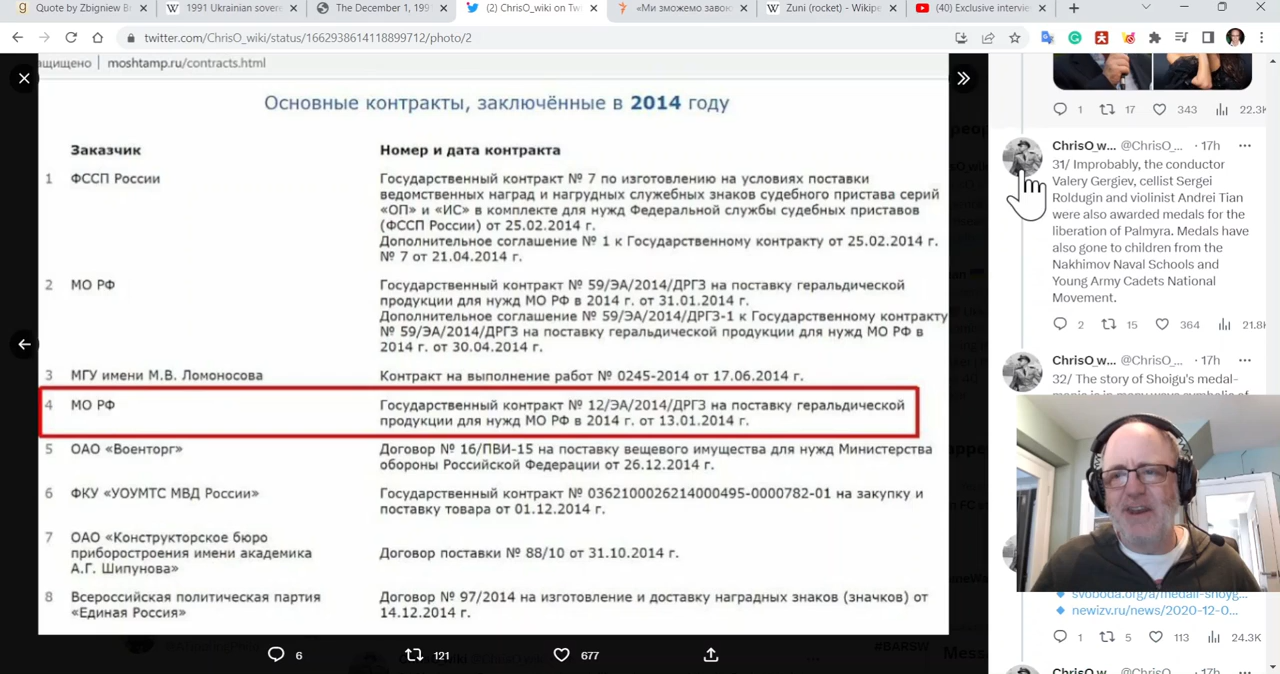 Quote by Zbigniew B
1991 Ukrainian sovere
The December 1, 199
(2) ChrisO_wiki on Tw
«Ми зможемо завою
Zuni (rocket) - Wikipe
(40) Exclusive intervie
twitter.com/ChrisO_wiki/status/1662938614118899712/photo/2
ащищено | moshtamp.ru/contracts.html
Основные контракты, заключённые в 2014 году
Заказчик Номер и дата контракта
1 ФССП России Государственный контракт № 7 по изготовлению на условиях поставки
ведомственных наград и нагрудных служебных знаков судебного пристава серий
«ОП» и «ИС» в комплекте для нужд Федеральной службы судебных приставов
(ФССП России) от 25.02.2014 г.
Дополнительное соглашение № 1 к Государственному контракту от 25.02.2014 г.
№ 7 от 21.04.2014 г.
2 МО РФ Государственный контракт № 59/ЭА/2014/ДРГЗ на поставку геральдической
продукции для нужд МО РФ в 2014 г. от 31.01.2014 г.
Дополнительное соглашение № 59/ЭА/2014/ДРГЗ-1 к Государственному контракту
№ 59/ЭА/2014/ДРГЗ на поставку геральдической продукции для нужд МО РФ в
2014 г. от 30.04.2014 г.
3 МГУ имени М.В. Ломоносова Контракт на выполнение работ № 0245-2014 от 17.06.2014 г.
4 МО РФ Государственный контракт № 12/ЭА/2014/ДРГЗ на поставку геральдической
продукции для нужд МО РФ в 2014 г. от 13.01.2014 г.
5 ОАО «Военторг» Договор № 16/ПВИ-15 на поставку вещевого имущества для нужд Министерства
обороны Российской Федерации от 26.12.2014 г.
6 ФКУ «УОУМТС МВД России» Государственный контракт № 0362100026214000495-0000782-01 на закупку и
поставку товара от 01.12.2014 г.
7 ОАО «Конструкторское бюро
приборостроения имени академика
А.Г. Шипунова» Договор поставки № 88/10 от 31.10.2014 г.
8 Всероссийская политическая партия
«Единая Россия» Договор № 97/2014 на изготовление и доставку наградных знаков (значков) от
14.12.2014 г.
6 121 677
#BARSW
1 17 343 22.3K
ChrisO_w... @ChrisO_... · 17h
31/ Improbably, the conductor
Valery Gergiev, cellist Sergei
Roldugin and violinist Andrei Tian
were also awarded medals for the
liberation of Palmyra. Medals have
also gone to children from the
Nakhimov Naval Schools and
Young Army Cadets National
Movement.
2 15 364 21.8K
ChrisO_w... @ChrisO_... · 17h
32/ The story of Shoigu's medal-
svoboda.org/a/medali-shoyg...
newizv.ru/news/2020-12-0...
1 5 113 24.3K
ChrisO_w... @ChrisO_... · 17h